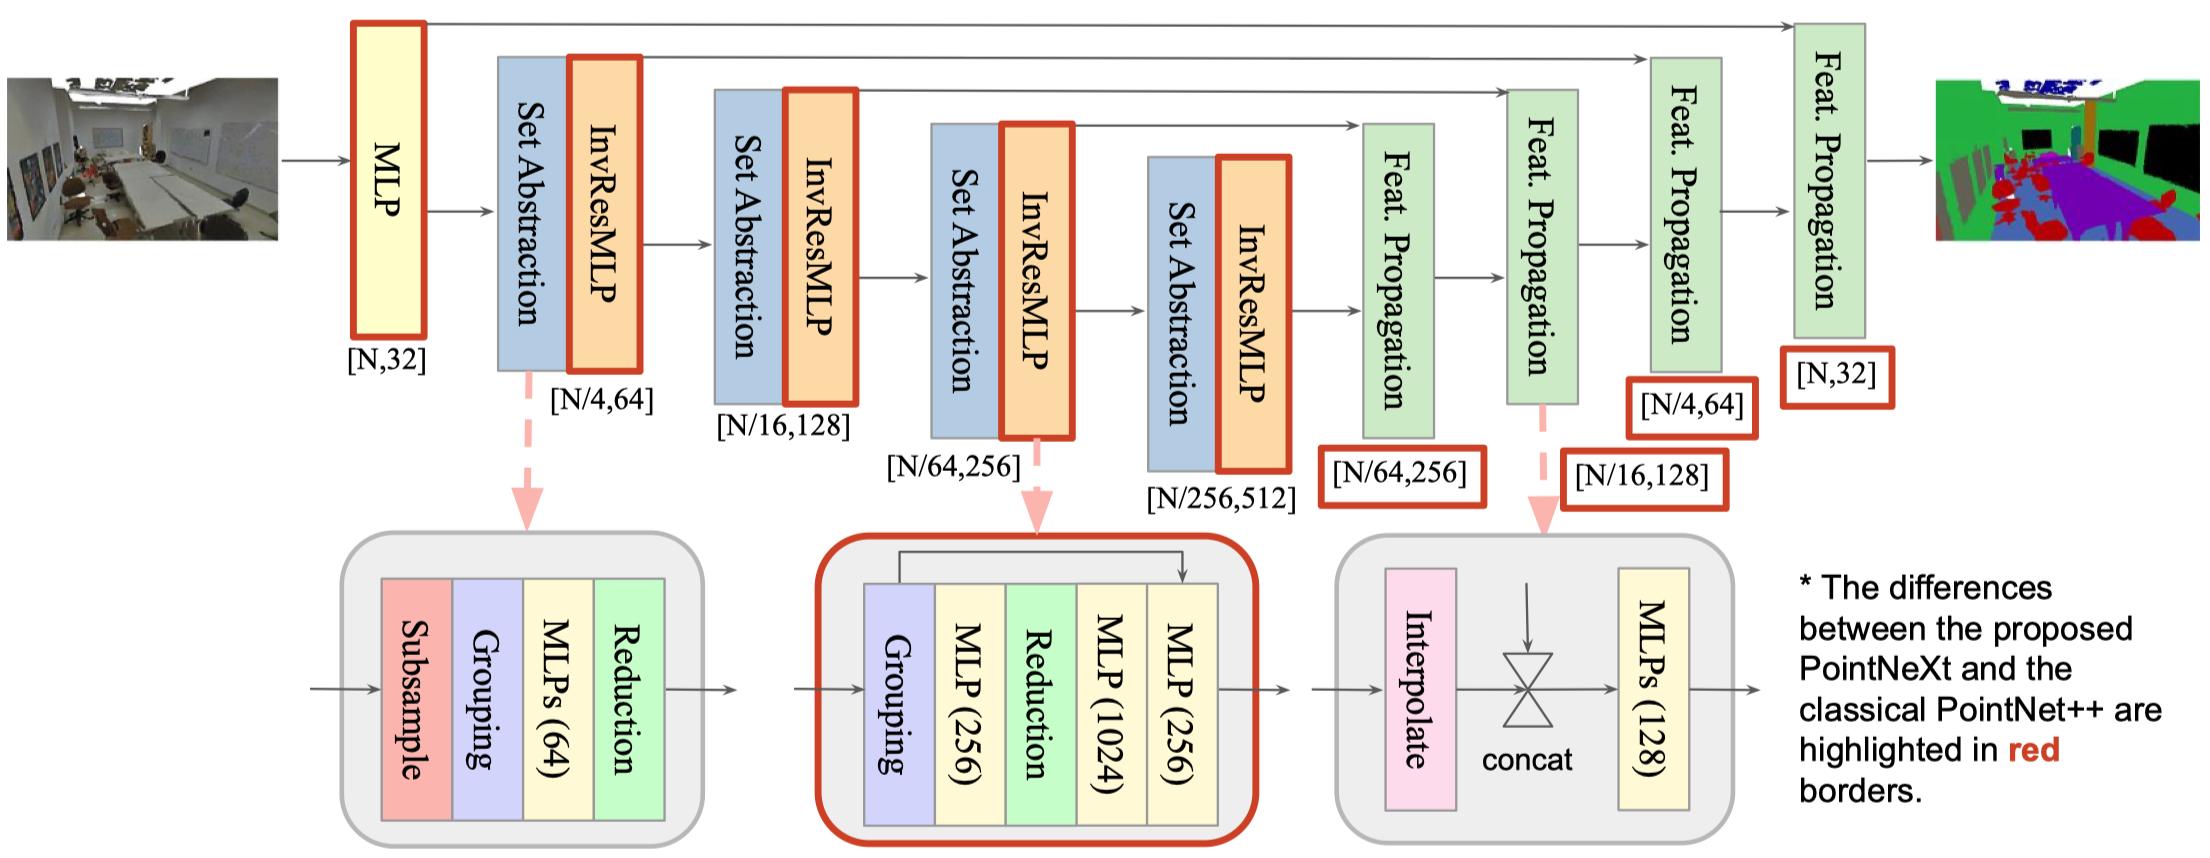 MLP
[N,32]
Set Abstraction
InvResMLP
[N/4,64]
Set Abstraction
InvResMLP
[N/16,128]
Set Abstraction
InvResMLP
[N/64,256]
Set Abstraction
InvResMLP
[N/256,512]
Feat. Propagation
[N/64,256]
Feat. Propagation
[N/16,128]
Feat. Propagation
[N/4,64]
Feat. Propagation
[N,32]
Subsample
Grouping
MLPs (64)
Reduction
Grouping
MLP (256)
Reduction
MLP (1024)
MLP (256)
Interpolate
concat
MLPs (128)
* The differences
between the proposed
PointNeXt and the
classical PointNet++ are
highlighted in red
borders.